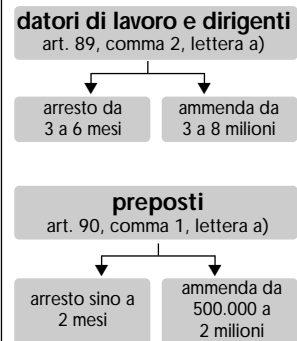 datori di lavoro e dirigenti
art. 89, comma 2, lettera a)
arresto da
3 a 6 mesi
ammenda da
3 a 8 milioni
preposti
art. 90, comma 1, lettera a)
arresto sino a
2 mesi
ammenda da
500.000 a
2 milioni